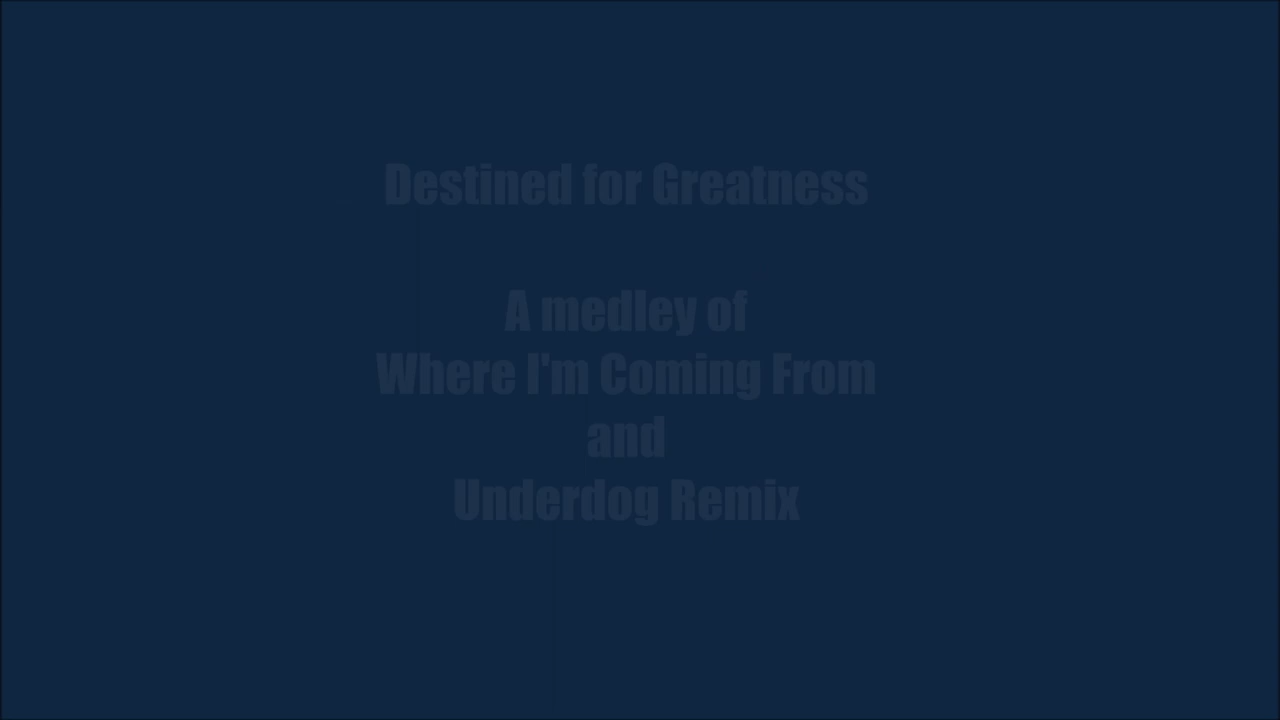 Destined for Greatness
A medley of
Where I'm Coming From
and
Underdog Remix